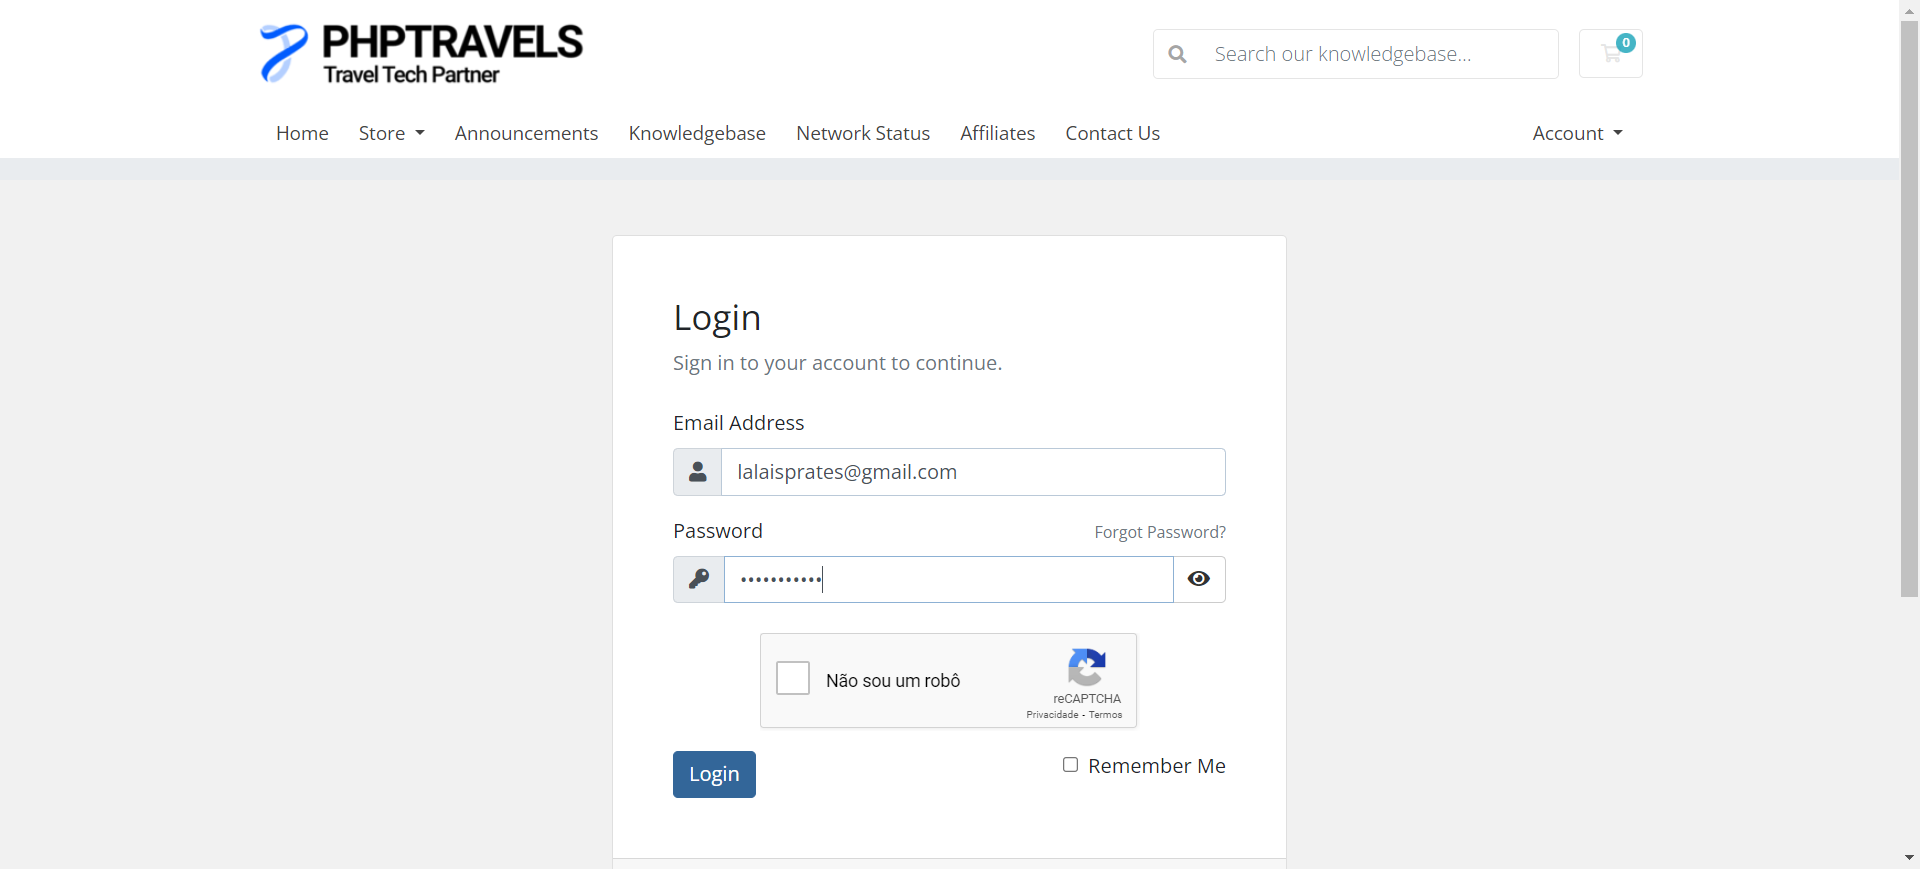 PHPTRAVELS
Travel Tech Partner
Search our knowledgebase...
0
Home Store Announcements Knowledgebase Network Status Affiliates Contact Us Account
Login
Sign in to your account to continue.
Email Address
lalaisprates@gmail.com
Password Forgot Password?
•••••••••••
Não sou um robô
reCAPTCHA
Privacidade - Termos
Login Remember Me